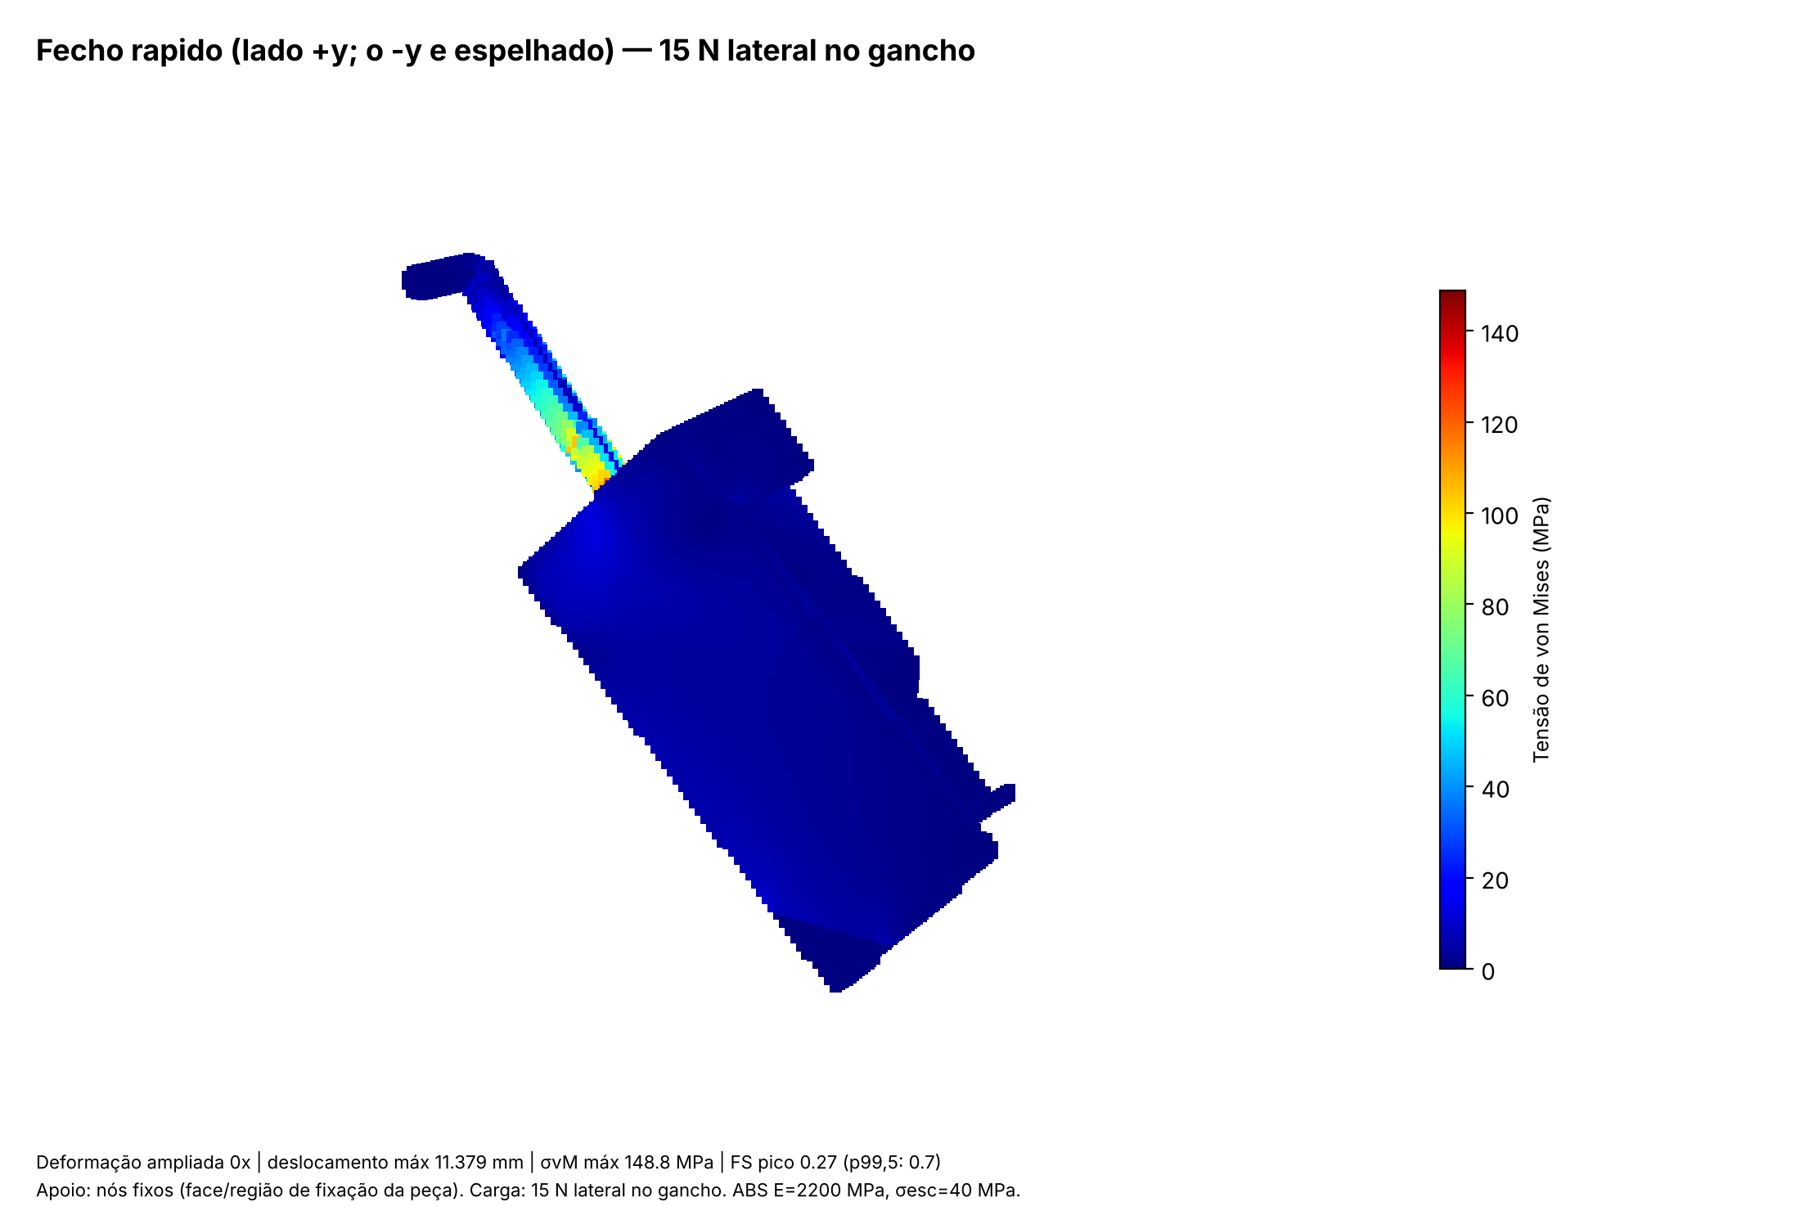 Fecho rapido (lado +y; o -y e espelhado) — 15 N lateral no gancho
140
120
100
80
60
40
20
0
Tensão de von Mises (MPa)
Deformação ampliada 0x | deslocamento máx 11.379 mm | σvM máx 148.8 MPa | FS pico 0.27 (p99,5: 0.7)
Apoio: nós fixos (face/região de fixação da peça). Carga: 15 N lateral no gancho. ABS E=2200 MPa, σesc=40 MPa.